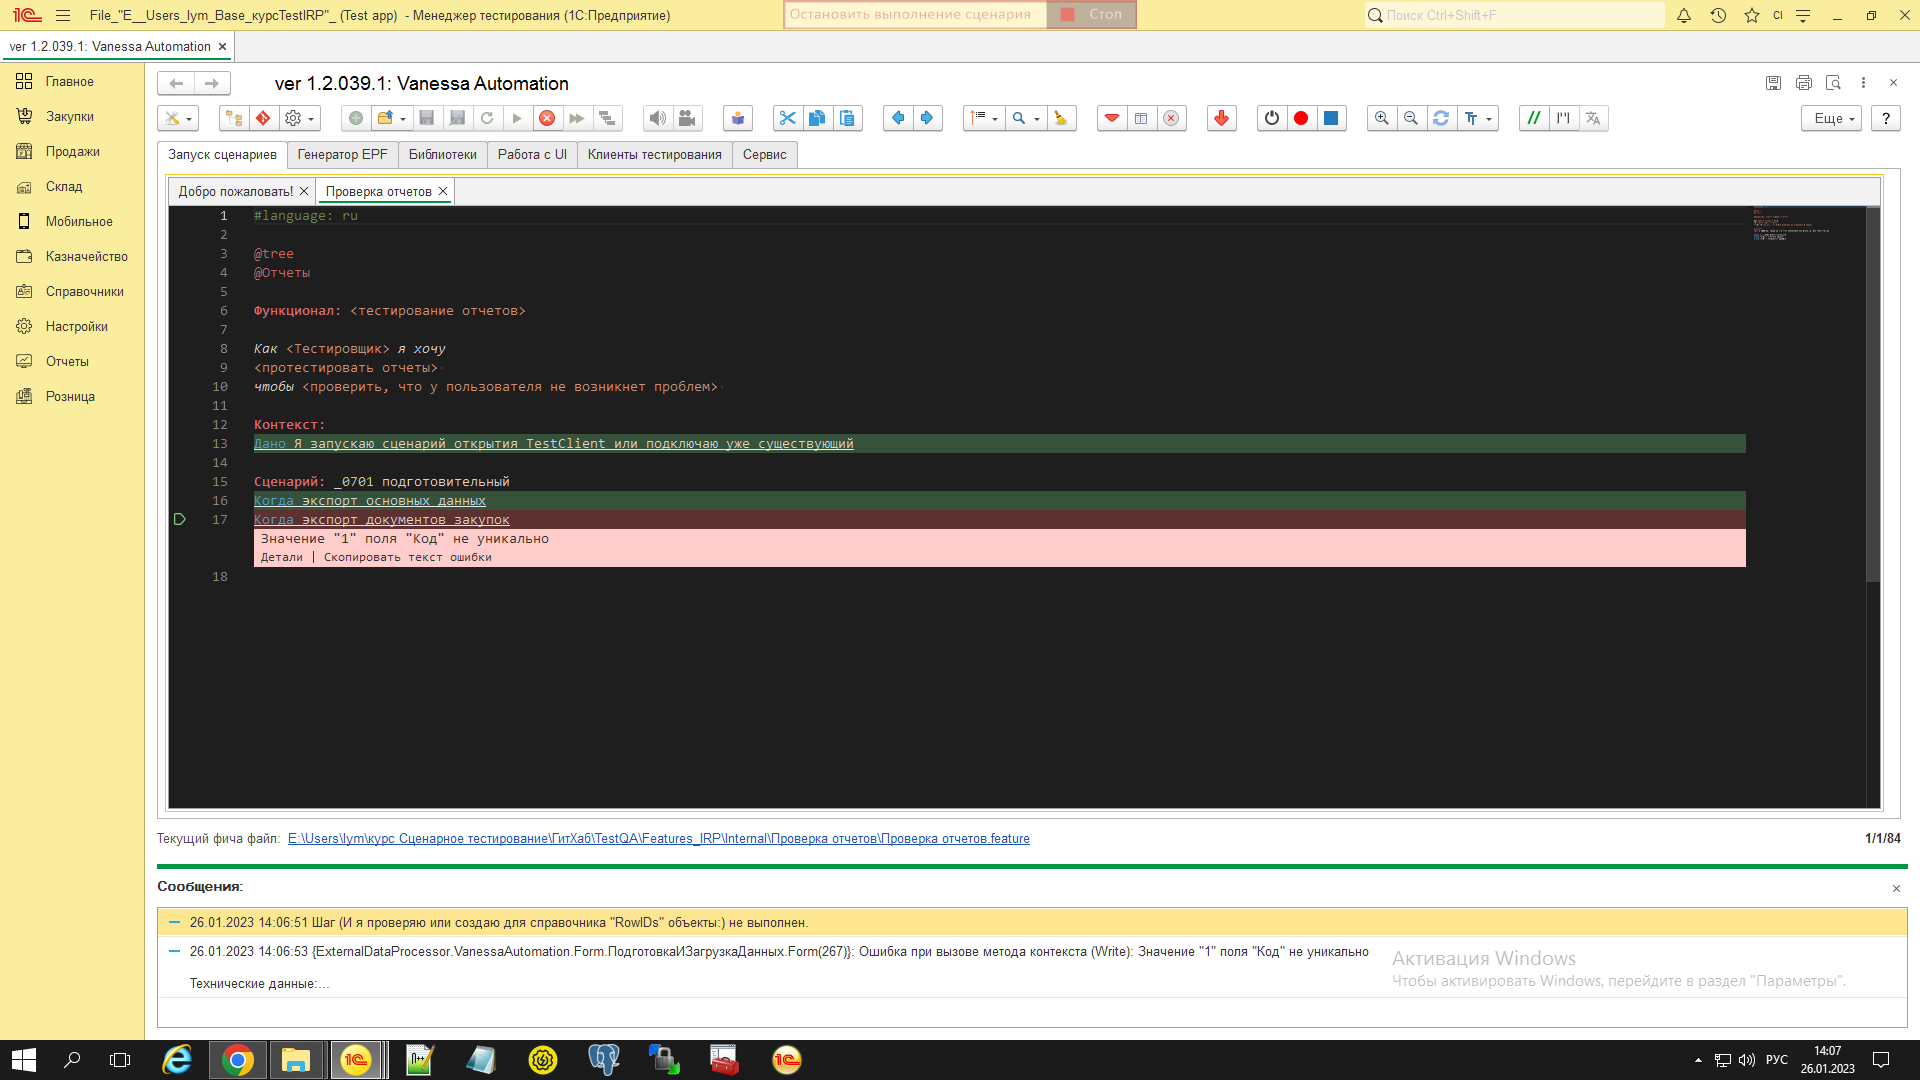 File_"E__Users_lym_Base_курсTestIRP"_ (Test app) - Менеджер тестирования (1С:Предприятие)
Остановить выполнение сценария
Стоп
Поиск Ctrl+Shift+F
CI
ver 1.2.039.1: Vanessa Automation
Главное
Закупки
Продажи
Склад
Мобильное
Казначейство
Справочники
Настройки
Отчеты
Розница
ver 1.2.039.1: Vanessa Automation
Еще
?
Запуск сценариев
Генератор EPF
Библиотеки
Работа с UI
Клиенты тестирования
Сервис
Добро пожаловать!
Проверка отчетов
1 #language: ru
2
3 @tree
4 @Отчеты
5
6 Функционал: <тестирование отчетов>
7
8 Как <Тестировщик> я хочу
9 <протестировать отчеты>
10 чтобы <проверить, что у пользователя не возникнет проблем>
11
12 Контекст:
13 Дано Я запускаю сценарий открытия TestClient или подключаю уже существующий
14
15 Сценарий: _0701 подготовительный
16 Когда экспорт основных данных
17 Когда экспорт документов закупок
Значение "1" поля "Код" не уникально
Детали | Скопировать текст ошибки
18
Текущий фича файл: E:\Users\lym\курс Сценарное тестирование\ГитХаб\TestQA\Features_IRP\Internal\Проверка отчетов\Проверка отчетов.feature
1/1/84
Сообщения:
26.01.2023 14:06:51 Шаг (И я проверяю или создаю для справочника "RowIDs" объекты:) не выполнен.
26.01.2023 14:06:53 {ExternalDataProcessor.VanessaAutomation.Form.ПодготовкаИЗагрузкаДанных.Form(267)}: Ошибка при вызове метода контекста (Write): Значение "1" поля "Код" не уникально
Технические данные:...
Активация Windows
Чтобы активировать Windows, перейдите в раздел "Параметры".
РУС
14:07
26.01.2023